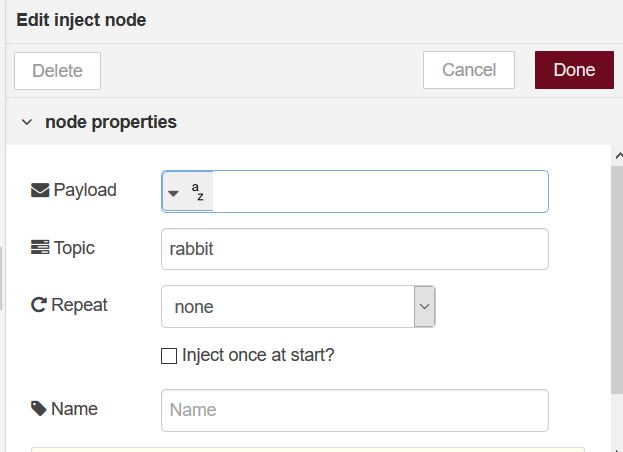 Edit inject node
Delete Cancel Done
node properties
Payload a z
Topic rabbit
Repeat none
Inject once at start?
Name Name